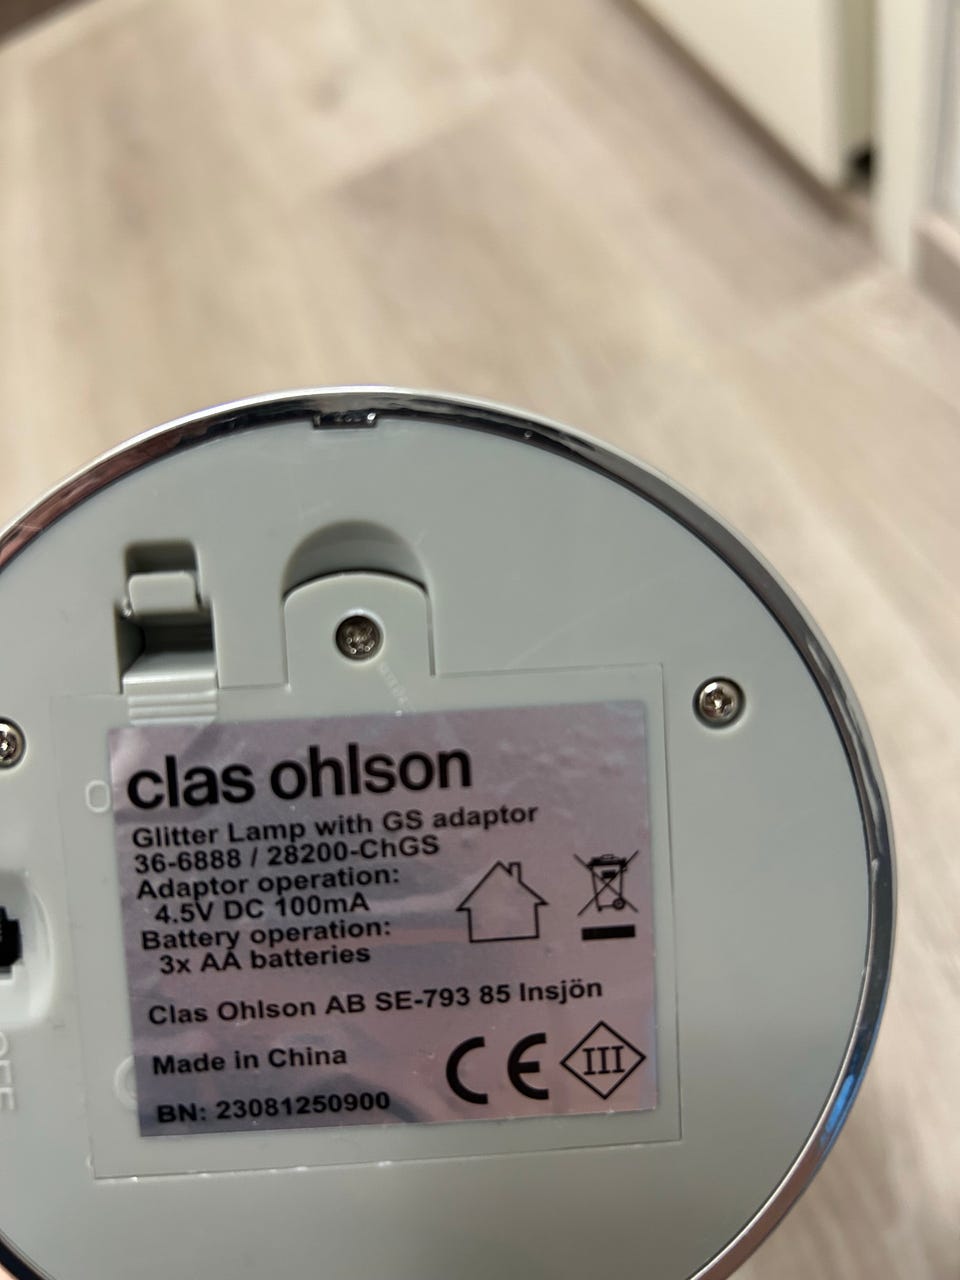 clas ohlson
Glitter Lamp with GS adaptor
36-6888 / 28200-ChGS
Adaptor operation:
4.5V DC 100mA
Battery operation:
3x AA batteries
Clas Ohlson AB SE-793 85 Insjön
Made in China
CE
III
BN: 23081250900
OFF